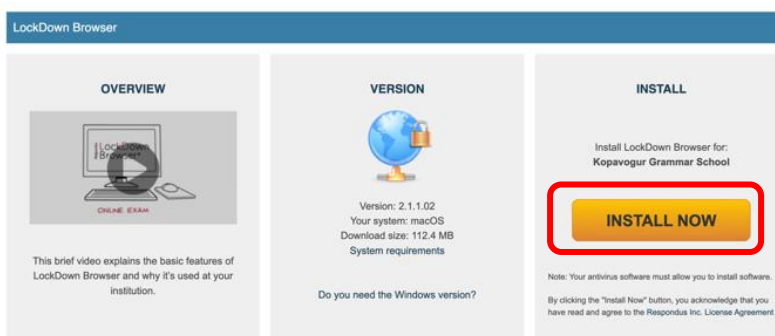 LockDown Browser
OVERVIEW
LockDown
Browser
ONLINE EXAM
This brief video explains the basic features of
LockDown Browser and why it's used at your
institution.
VERSION
Version: 2.1.1.02
Your system: macOS
Download size: 112.4 MB
System requirements
Do you need the Windows version?
INSTALL
Install LockDown Browser for:
Kopavogur Grammar School
INSTALL NOW
Note: Your antivirus software must allow you to install software.
By clicking the "Install Now" button, you acknowledge that you
have read and agree to the Respondus Inc. License Agreement